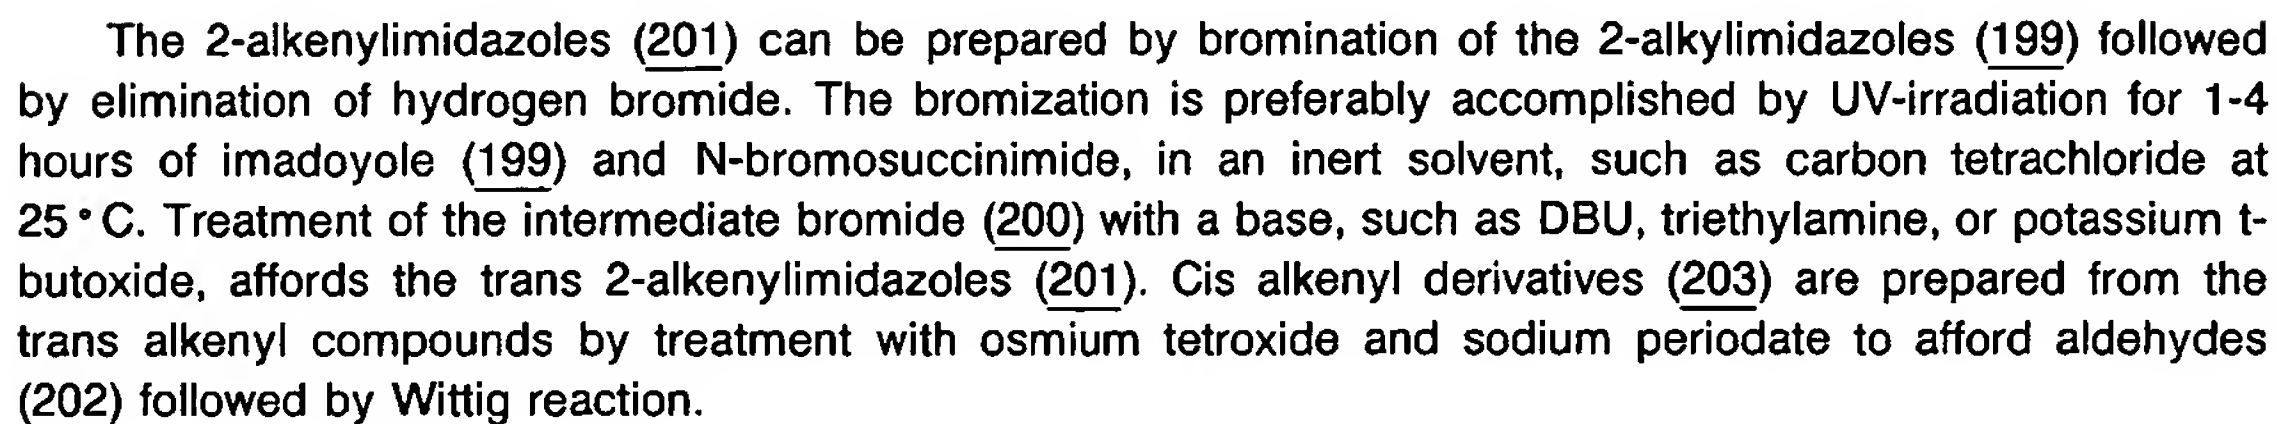 The 2-alkenylimidazoles (201) can be prepared by bromination of the 2-alkylimidazoles (199) followed
by elimination of hydrogen bromide. The bromization is preferably accomplished by UV-irradiation for 1-4
hours of imadoyole (199) and N-bromosuccinimide, in an inert solvent, such as carbon tetrachloride at
25°C. Treatment of the intermediate bromide (200) with a base, such as DBU, triethylamine, or potassium t-
butoxide, affords the trans 2-alkenylimidazoles (201). Cis alkenyl derivatives (203) are prepared from the
trans alkenyl compounds by treatment with osmium tetroxide and sodium periodate to afford aldehydes
(202) followed by Wittig reaction.